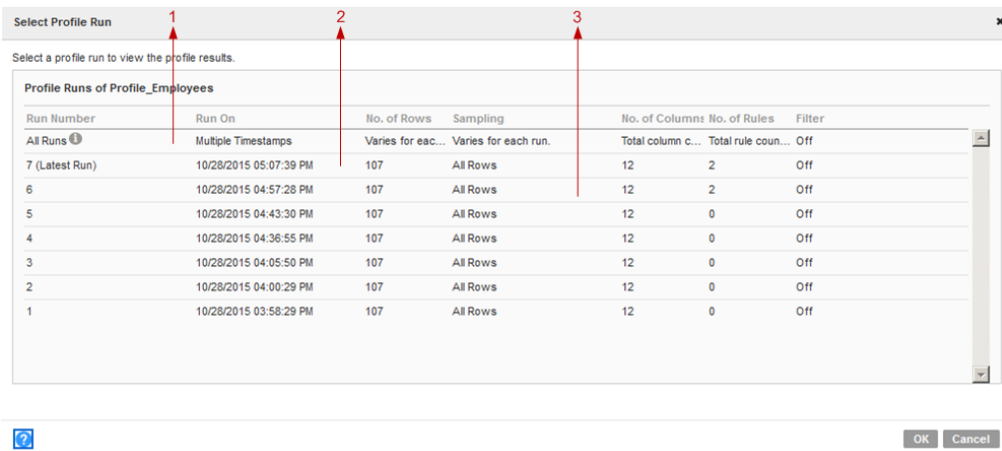 Select Profile Run 1 2 3
Select a profile run to view the profile results.
Profile Runs of Profile_Employees
Run Number Run On No. of Rows Sampling No. of Columns No. of Rules Filter
All Runs Multiple Timestamps Varies for eac... Varies for each run. Total column c... Total rule coun... Off
7 (Latest Run) 10/28/2015 05:07:39 PM 107 All Rows 12 2 Off
6 10/28/2015 04:57:28 PM 107 All Rows 12 2 Off
5 10/28/2015 04:43:30 PM 107 All Rows 12 0 Off
4 10/28/2015 04:36:55 PM 107 All Rows 12 0 Off
3 10/28/2015 04:05:50 PM 107 All Rows 12 0 Off
2 10/28/2015 04:00:29 PM 107 All Rows 12 0 Off
1 10/28/2015 03:58:29 PM 107 All Rows 12 0 Off
? OK Cancel